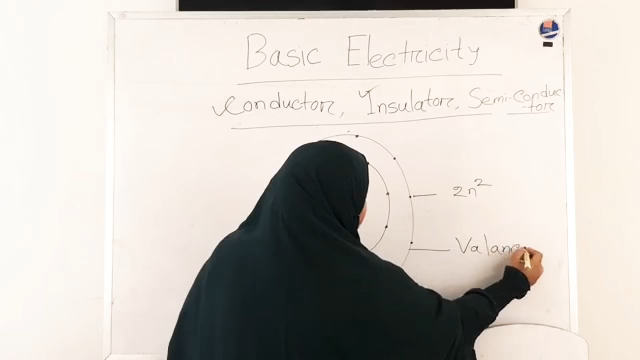 Basic Electricity
Conductor, Insulator, Semi-conduc
-tor
2n²
Valan